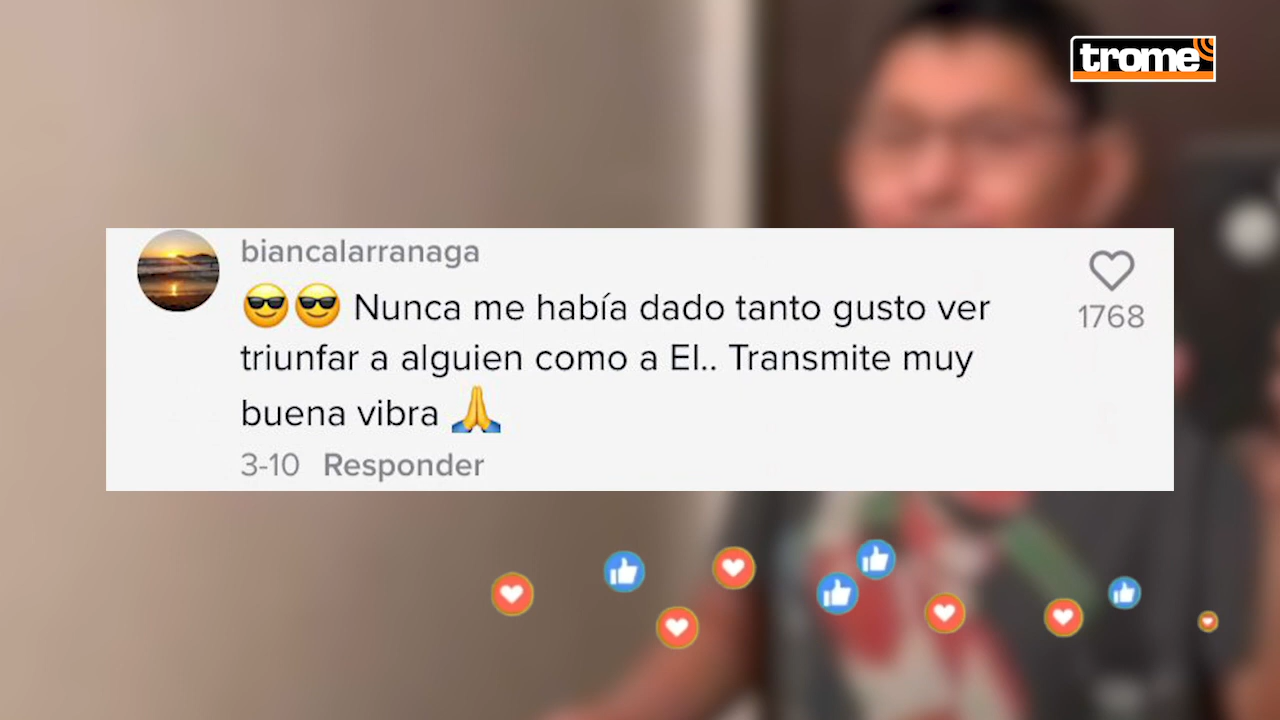 trome
biancalarranaga
😎😎 Nunca me había dado tanto gusto ver
triunfar a alguien como a El.. Transmite muy
buena vibra 🙏
1768
3-10 Responder